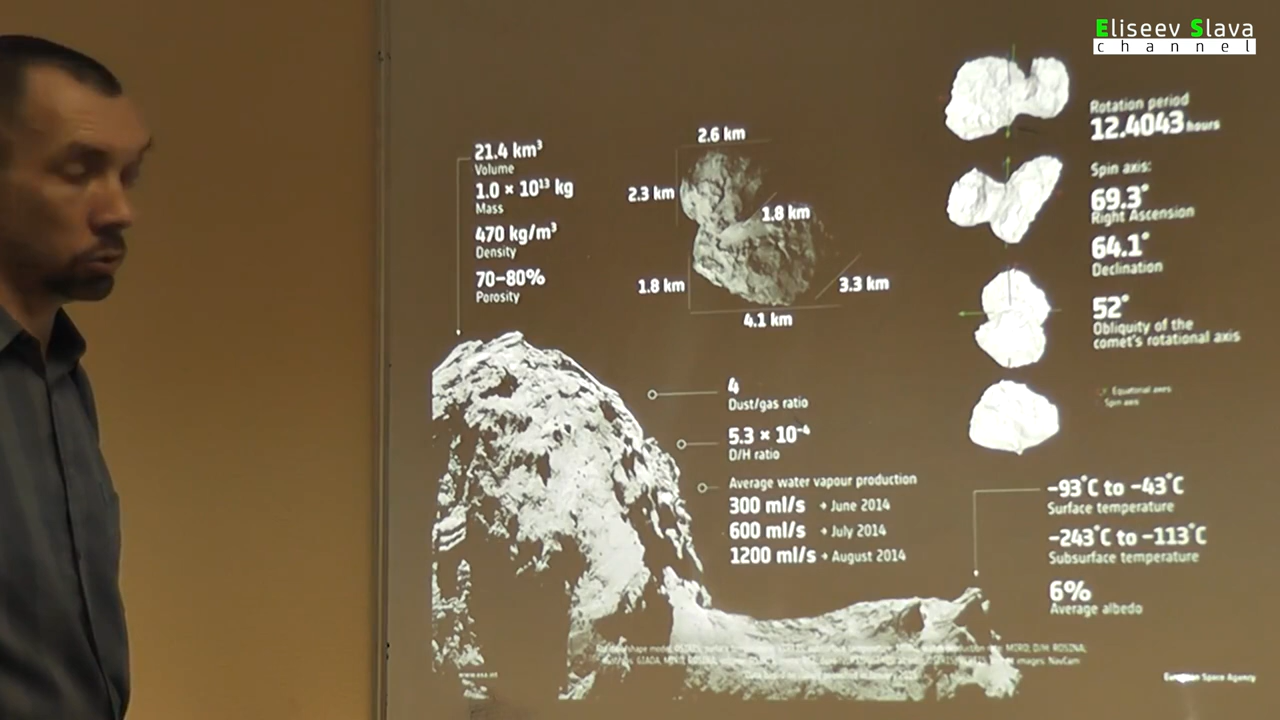 Eliseev Slava
channel
21.4 km³
Volume
1.0 × 10¹³ kg
Mass
470 kg/m³
Density
70–80%
Porosity
2.6 km
2.3 km
1.8 km
1.8 km
3.3 km
4.1 km
Rotation period
12.4043 hours
Spin axis:
69.3°
Right Ascension
64.1°
Declination
52°
Obliquity of the
comet's rotational axis
Equatorial axes
Spin axis
4
Dust/gas ratio
5.3 × 10⁻⁴
D/H ratio
Average water vapour production
300 ml/s → June 2014
600 ml/s → July 2014
1200 ml/s → August 2014
–93°C to –43°C
Surface temperature
–243°C to –113°C
Subsurface temperature
6%
Average albedo
www.esa.int
European Space Agency